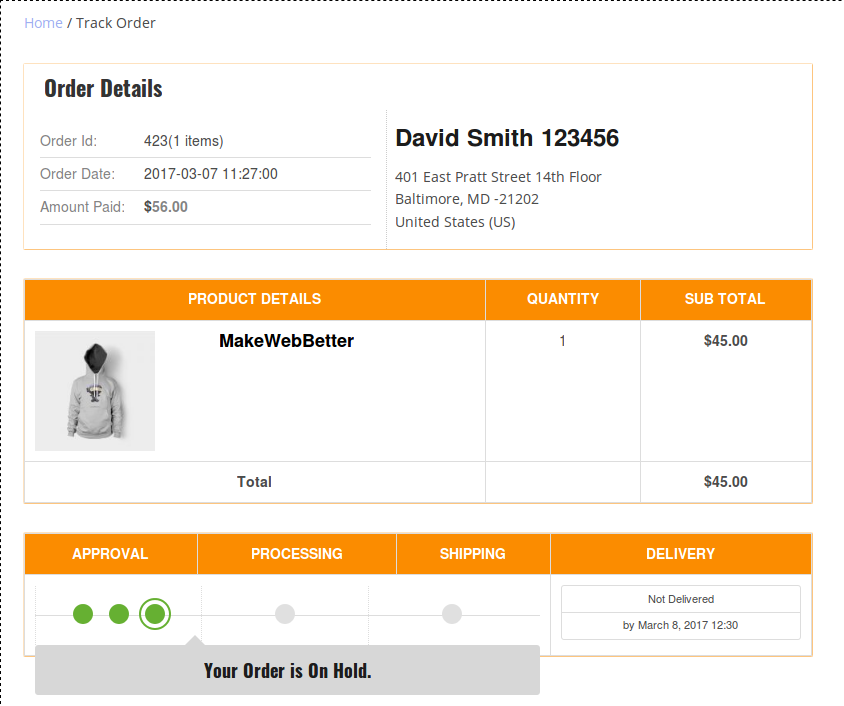 Home / Track Order
Order Details
Order Id: 423(1 items)
Order Date: 2017-03-07 11:27:00
Amount Paid: $56.00
David Smith 123456
401 East Pratt Street 14th Floor
Baltimore, MD -21202
United States (US)
PRODUCT DETAILS QUANTITY SUB TOTAL
MakeWebBetter 1 $45.00
Total $45.00
APPROVAL PROCESSING SHIPPING DELIVERY
Not Delivered
by March 8, 2017 12:30
Your Order is On Hold.